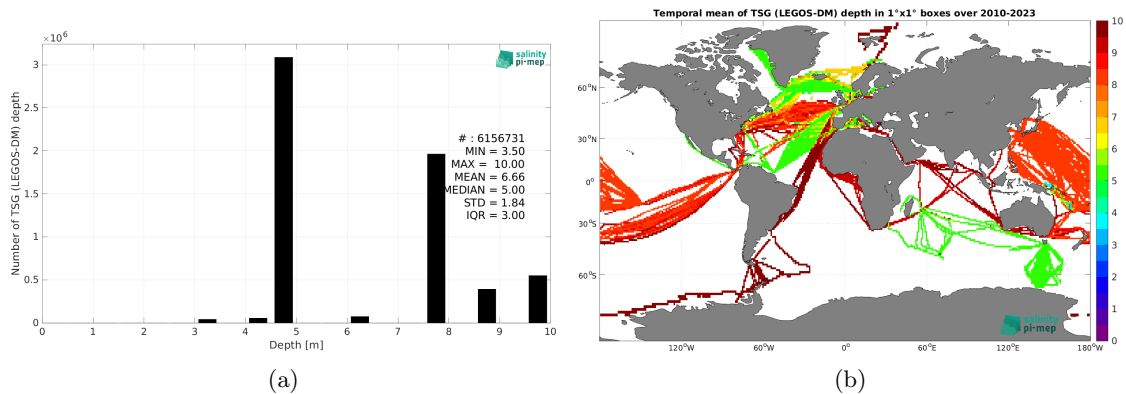 ×10⁶
3
2.5
2
1.5
1
0.5
0
0 1 2 3 4 5 6 7 8 9 10
Number of TSG (LEGOS-DM) depth
Depth [m]
salinity
pi-mep
# : 6156731
MIN = 3.50
MAX = 10.00
MEAN = 6.66
MEDIAN = 5.00
STD = 1.84
IQR = 3.00
(a)
Temporal mean of TSG (LEGOS-DM) depth in 1°x1° boxes over 2010-2023
60°N
30°N
0°
30°S
60°S
120°W 60°W 0° 60°E 120°E 180°W
salinity
pi-mep
10
9
8
7
6
5
4
3
2
1
0
(b)